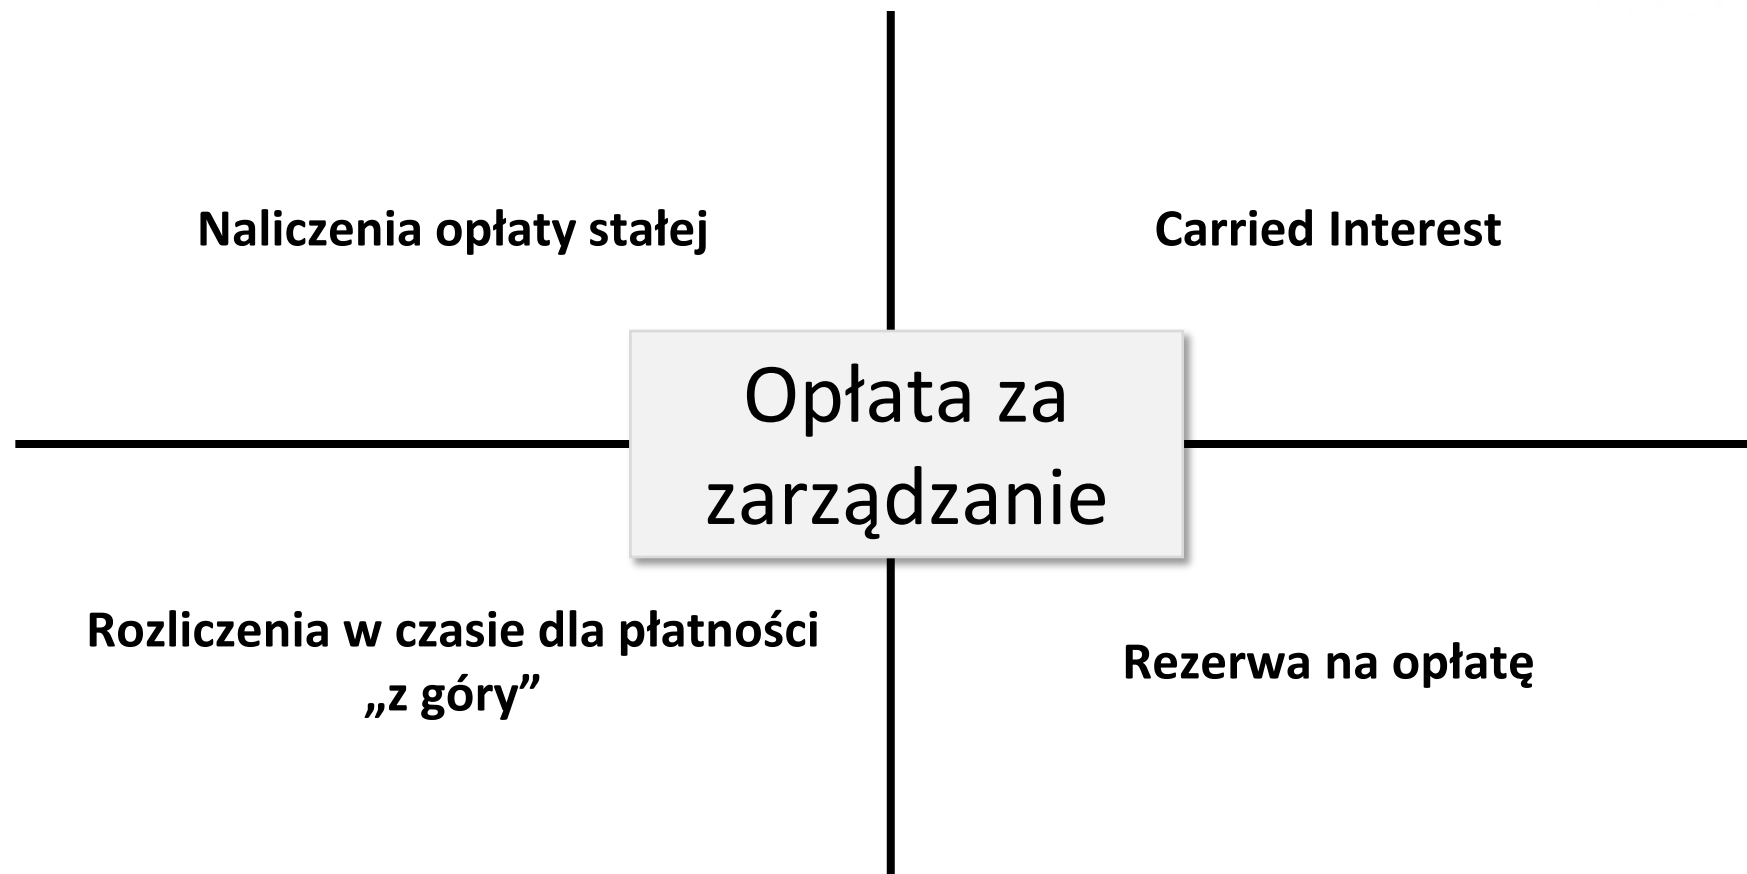 Naliczenia opłaty stałej
Carried Interest
Opłata za
zarządzanie
Rozliczenia w czasie dla płatności
„z góry”
Rezerwa na opłatę